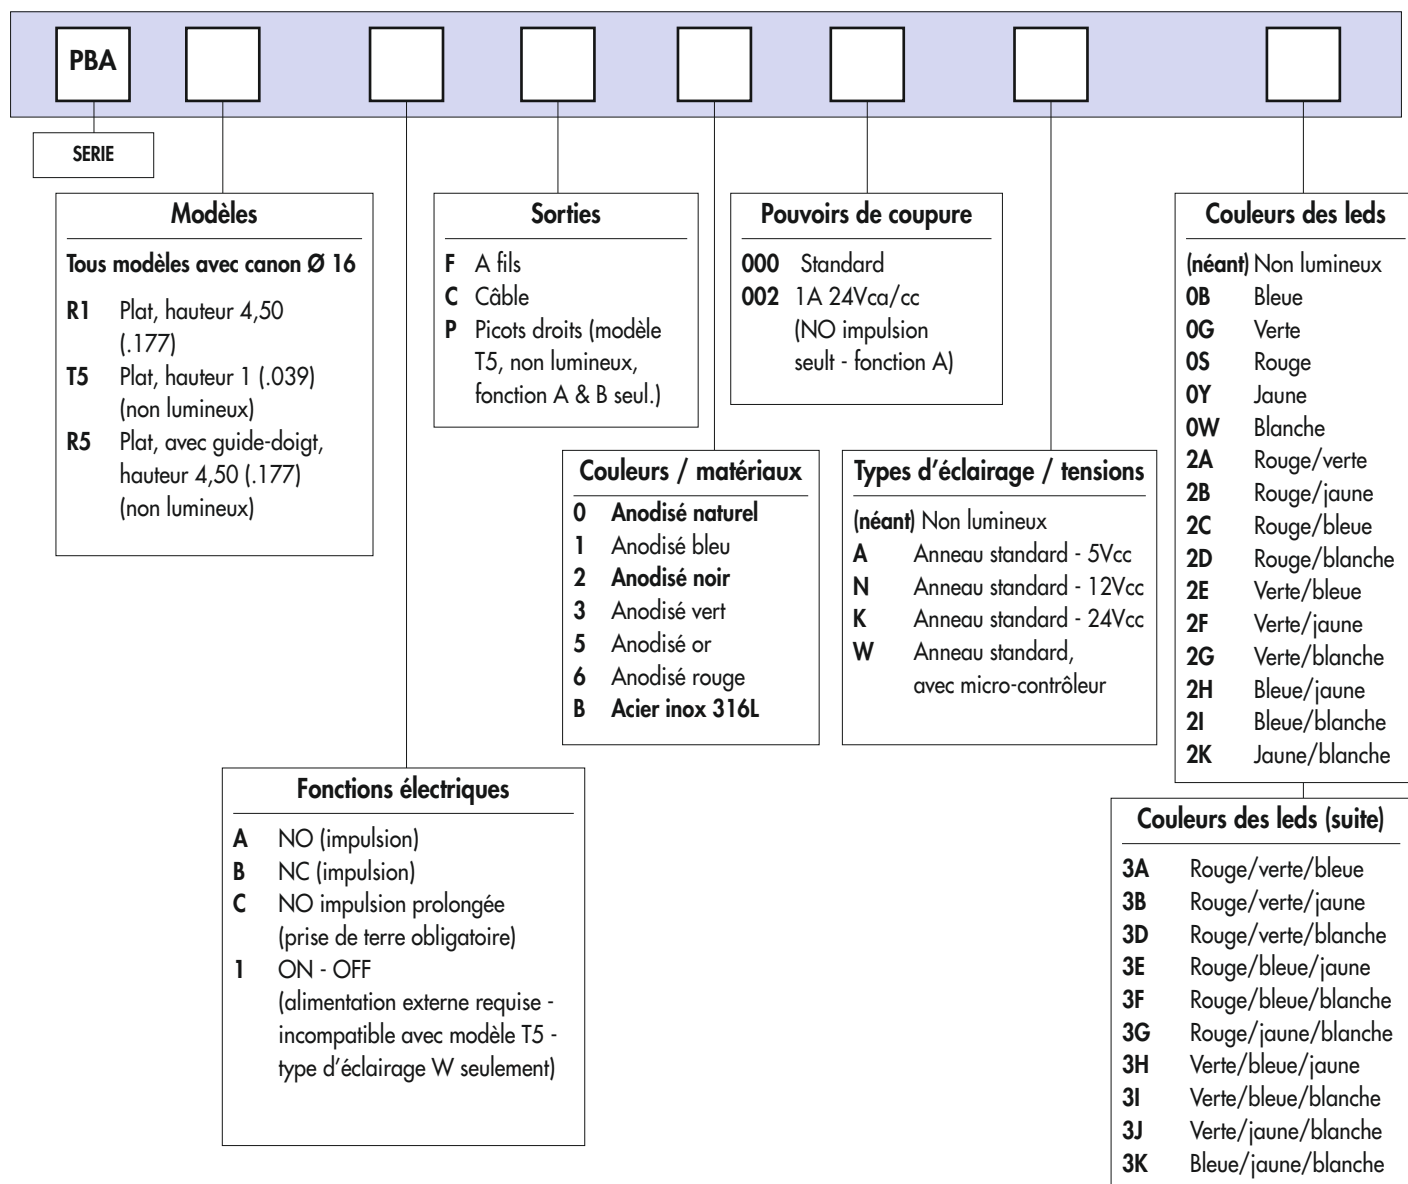 PBA
SERIE
Modèles
Tous modèles avec canon Ø 16
R1 Plat, hauteur 4,50
(.177)
T5 Plat, hauteur 1 (.039)
(non lumineux)
R5 Plat, avec guide-doigt,
hauteur 4,50 (.177)
(non lumineux)
Sorties
F A fils
C Câble
P Picots droits (modèle
T5, non lumineux,
fonction A & B seul.)
Pouvoirs de coupure
000 Standard
002 1A 24Vca/cc
(NO impulsion
seult - fonction A)
Couleurs des leds
(néant) Non lumineux
0B Bleue
0G Verte
0S Rouge
0Y Jaune
0W Blanche
2A Rouge/verte
2B Rouge/jaune
2C Rouge/bleue
2D Rouge/blanche
2E Verte/bleue
2F Verte/jaune
2G Verte/blanche
2H Bleue/jaune
2I Bleue/blanche
2K Jaune/blanche
Couleurs / matériaux
0 Anodisé naturel
1 Anodisé bleu
2 Anodisé noir
3 Anodisé vert
5 Anodisé or
6 Anodisé rouge
B Acier inox 316L
Types d'éclairage / tensions
(néant) Non lumineux
A Anneau standard - 5Vcc
N Anneau standard - 12Vcc
K Anneau standard - 24Vcc
W Anneau standard,
avec micro-contrôleur
Fonctions électriques
A NO (impulsion)
B NC (impulsion)
C NO impulsion prolongée
(prise de terre obligatoire)
1 ON - OFF
(alimentation externe requise -
incompatible avec modèle T5 -
type d'éclairage W seulement)
Couleurs des leds (suite)
3A Rouge/verte/bleue
3B Rouge/verte/jaune
3D Rouge/verte/blanche
3E Rouge/bleue/jaune
3F Rouge/bleue/blanche
3G Rouge/jaune/blanche
3H Verte/bleue/jaune
3I Verte/bleue/blanche
3J Verte/jaune/blanche
3K Bleue/jaune/blanche